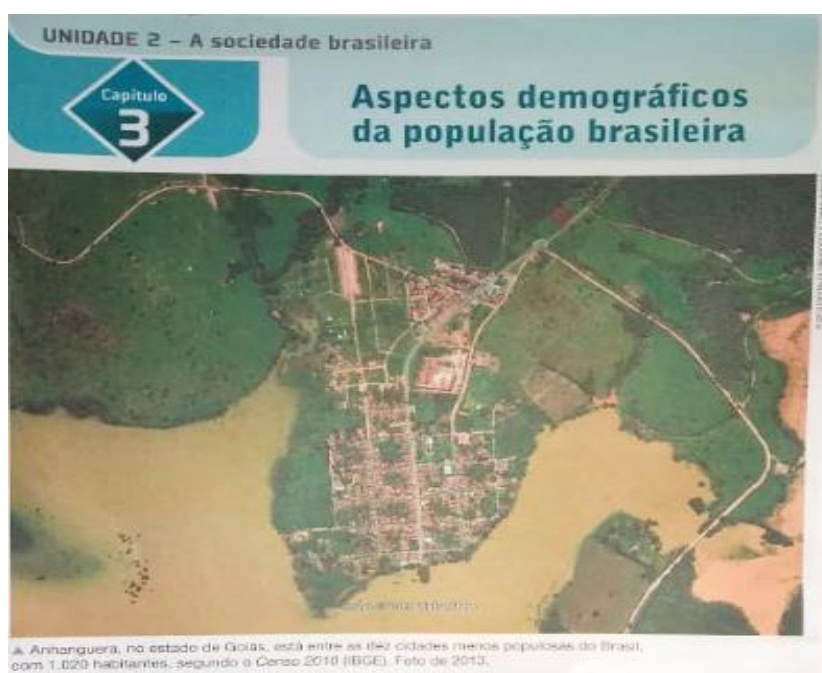 UNIDADE 2 – A sociedade brasileira
Capítulo
3
Aspectos demográficos
da população brasileira
▲ Anhanguera, no estado de Goiás, está entre as dez cidades menos populosas do Brasil,
com 1.020 habitantes, segundo o Censo 2010 (IBGE). Foto de 2013.